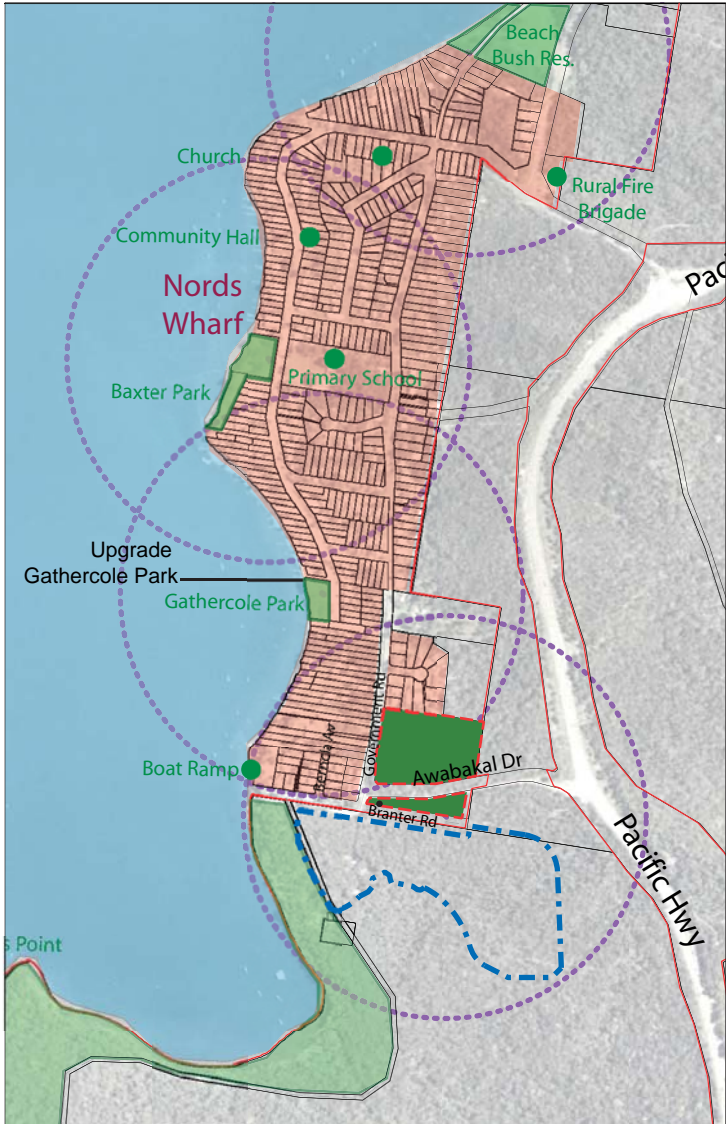 Beach
Bush Res.
Church
Rural Fire
Brigade
Community Hall
Pac
Nords
Wharf
Primary School
Baxter Park
Upgrade
Gathercole Park
Gathercole Park
Government Rd
Boat Ramp
Awabakal Dr
Branter Rd
Pacific Hwy
s Point